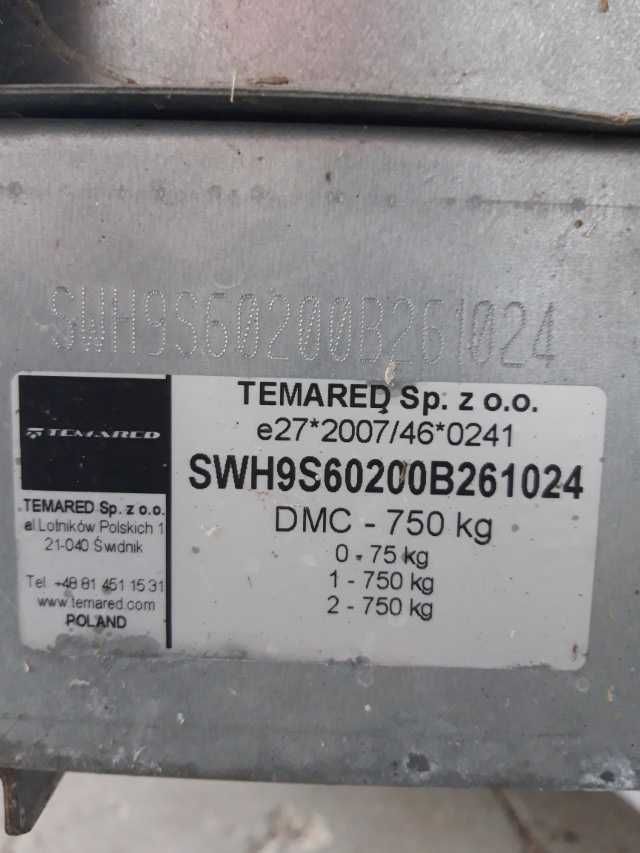 SWH9S60200B261024
TEMARED
TEMARED Sp. z o.o.
al.Lotników Polskich 1
21-040 Świdnik
Tel. +48 81 451 15 31
www.temared.com
POLAND
TEMARED Sp. z o.o.
e27*2007/46*0241
SWH9S60200B261024
DMC - 750 kg
0 - 75 kg
1 - 750 kg
2 - 750 kg